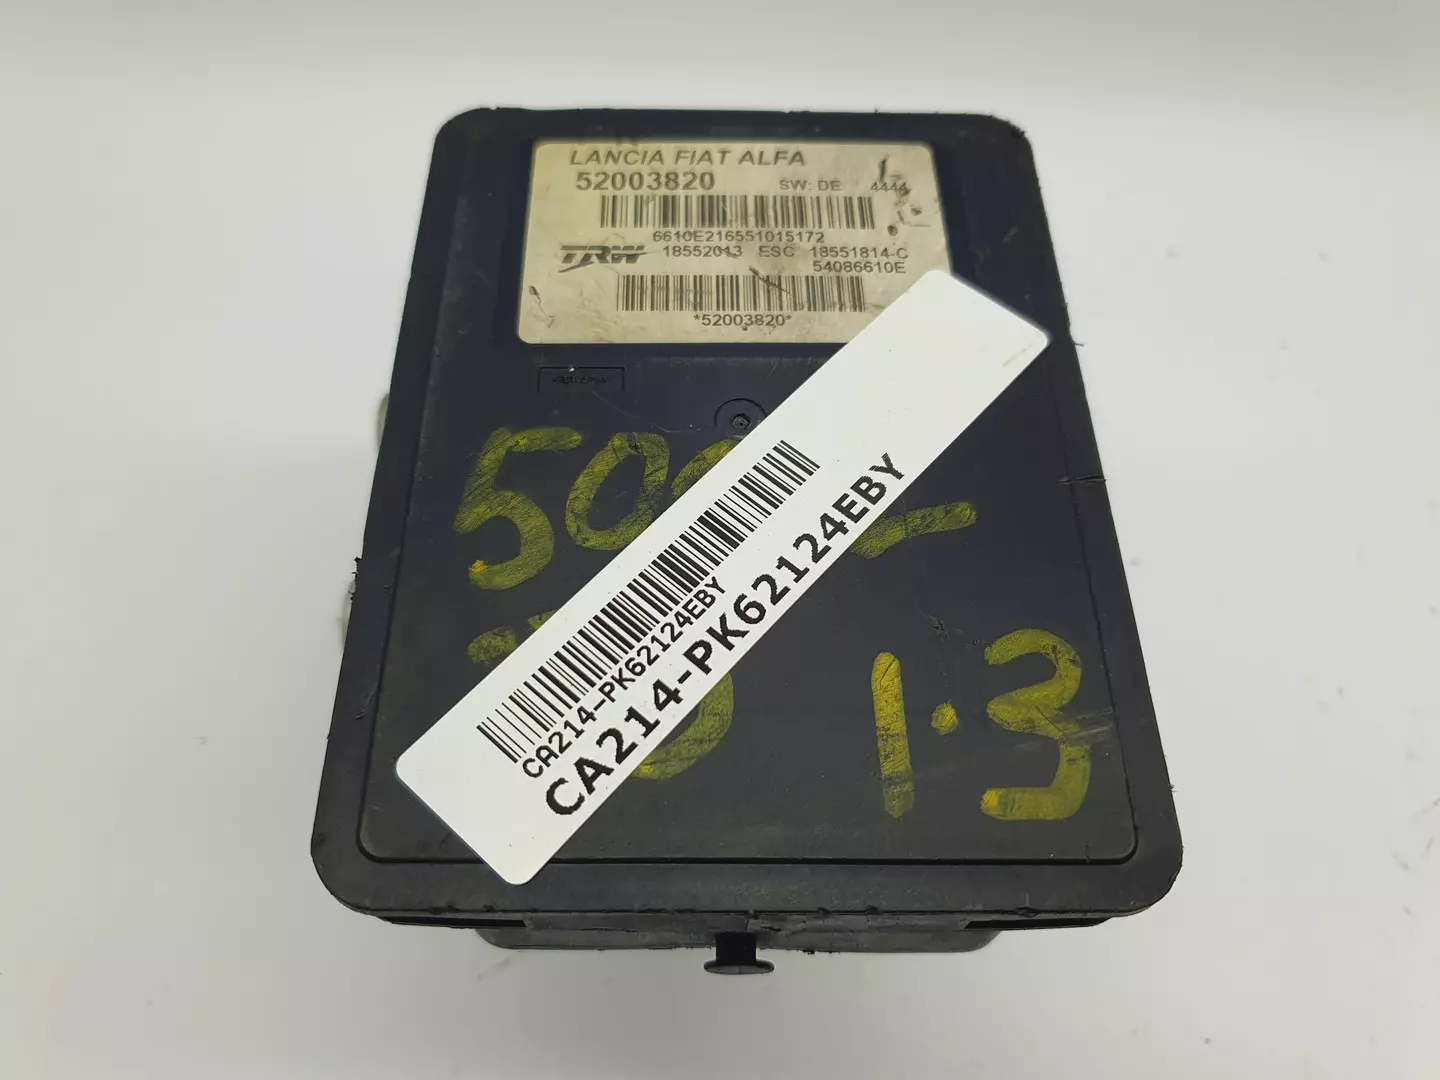 LANCIA FIAT ALFA
52003820 SW: DE 4444
6610E216551015172
TRW 18552013 ESC 18551814-C
54086610E
*52003820*
CA214-PK62124EBY
CA214-PK62124EBY
1.3